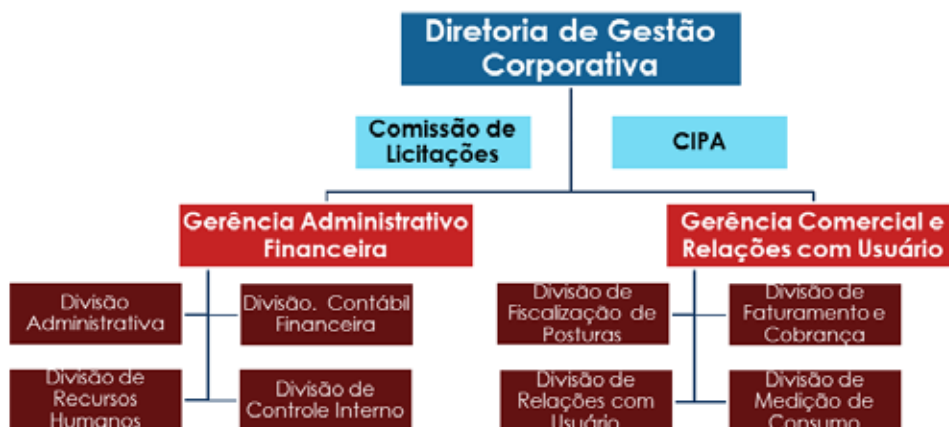 Diretoria de Gestão
Corporativa
Comissão de
Licitações
CIPA
Gerência Administrativo
Financeira
Gerência Comercial e
Relações com Usuário
Divisão
Administrativa
Divisão. Contábil
Financeira
Divisão de
Fiscalização de
Posturas
Divisão de
Faturamento e
Cobrança
Divisão de
Recursos
Humanos
Divisão de
Controle Interno
Divisão de
Relações com
Usuário
Divisão de
Medição de
Consumo